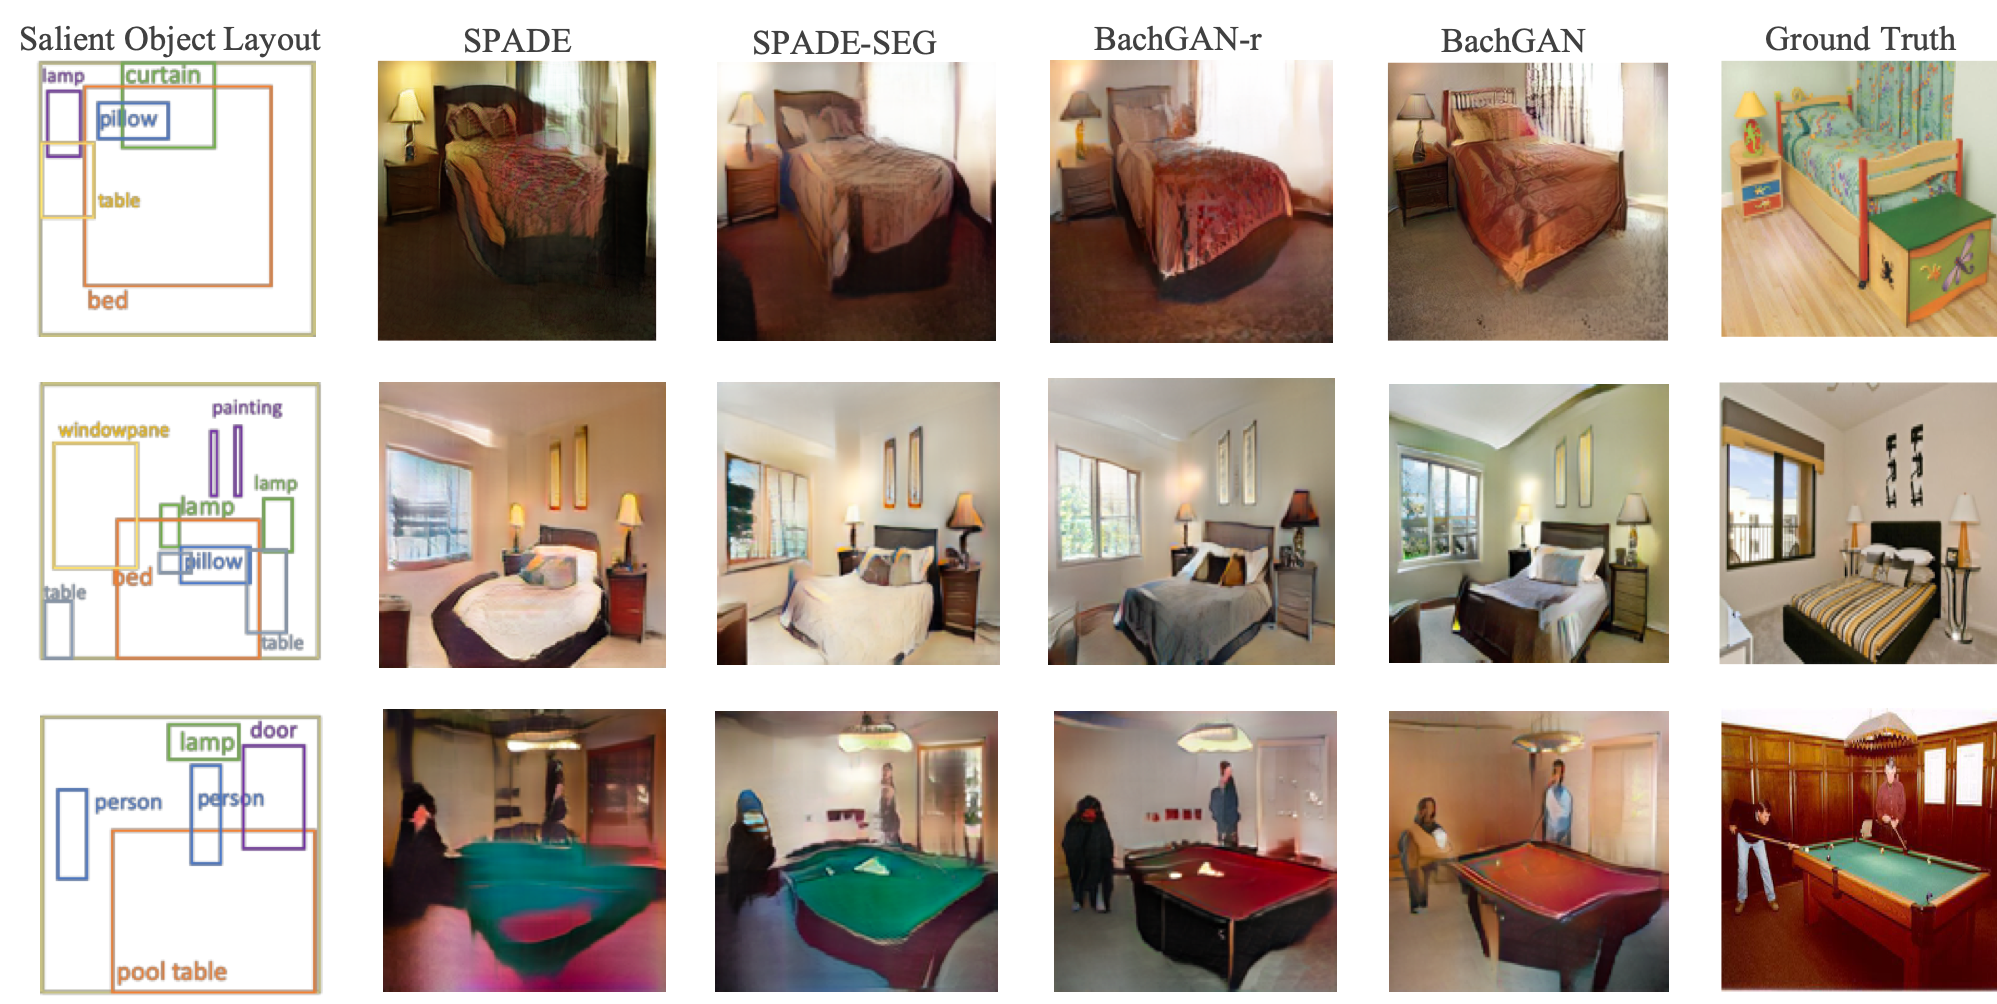 Salient Object Layout
SPADE
SPADE-SEG
BachGAN-r
BachGAN
Ground Truth
lamp
curtain
pillow
table
bed
painting
windowpane
lamp
lamp
pillow
bed
table
table
lamp
door
person
person
pool table